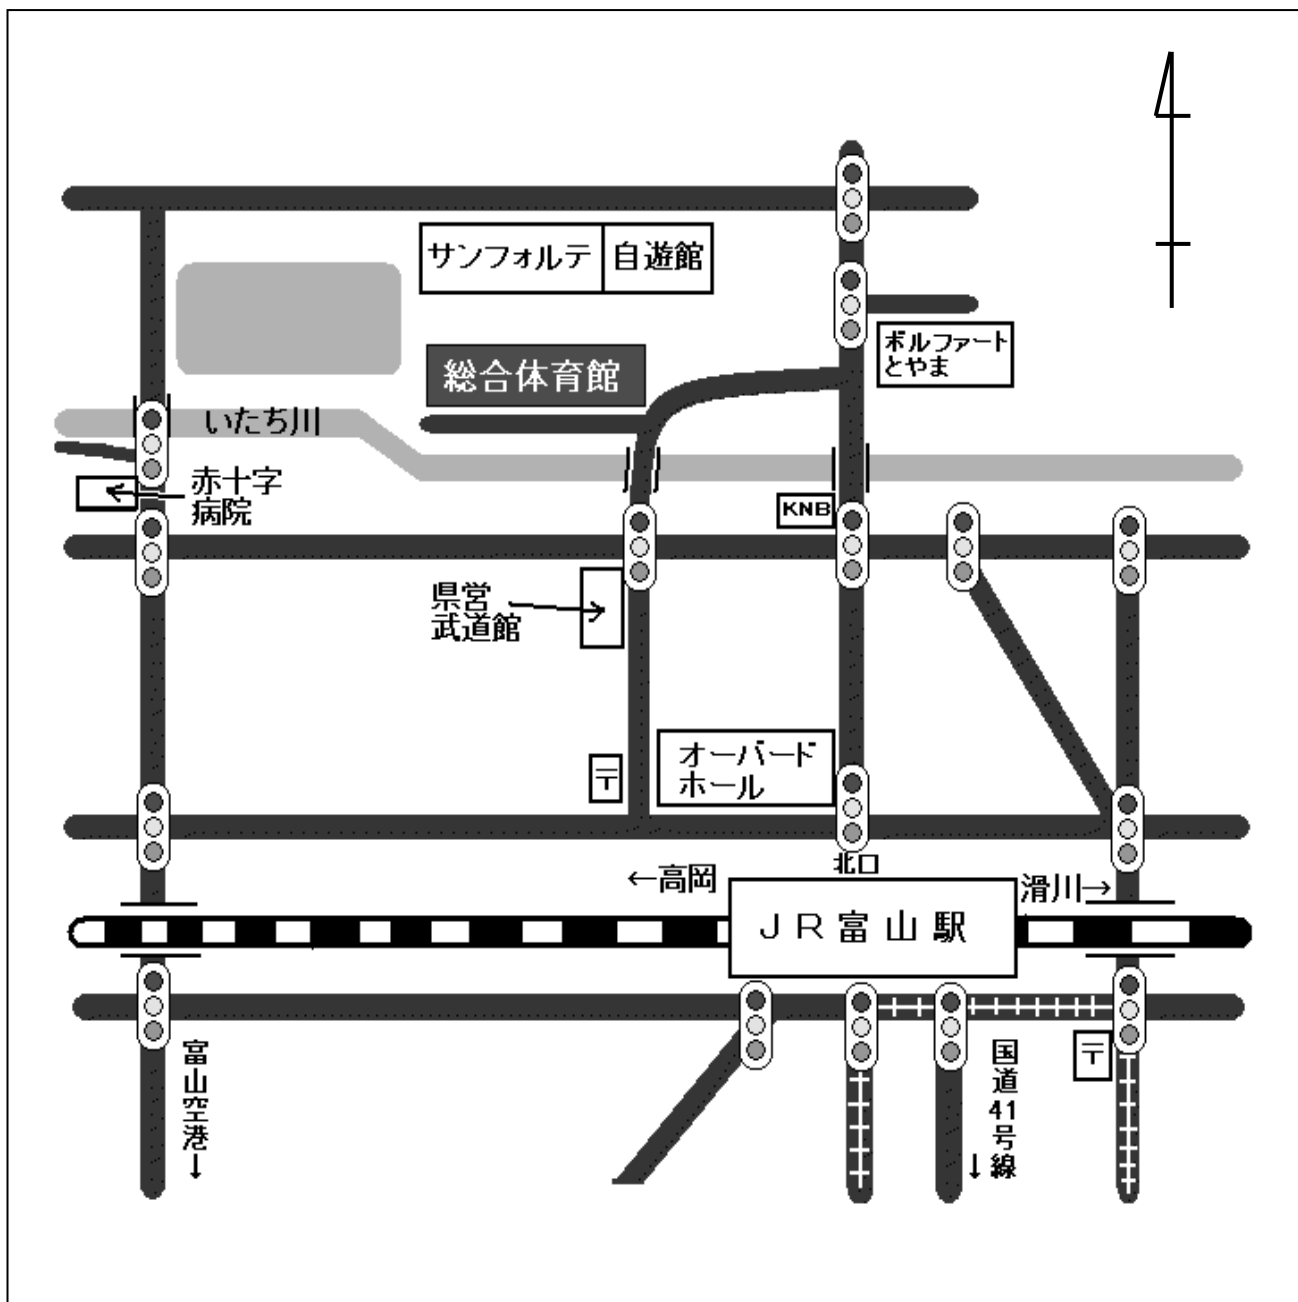 サンフォルテ
自遊館
ボルファート
とやま
総合体育館
いたち川
赤十字
病院
KNB
県営
武道館
オーバード
ホール
〒
北口
←高岡
滑川→
JR富山駅
富山空港↓
国道41号線
↓
〒